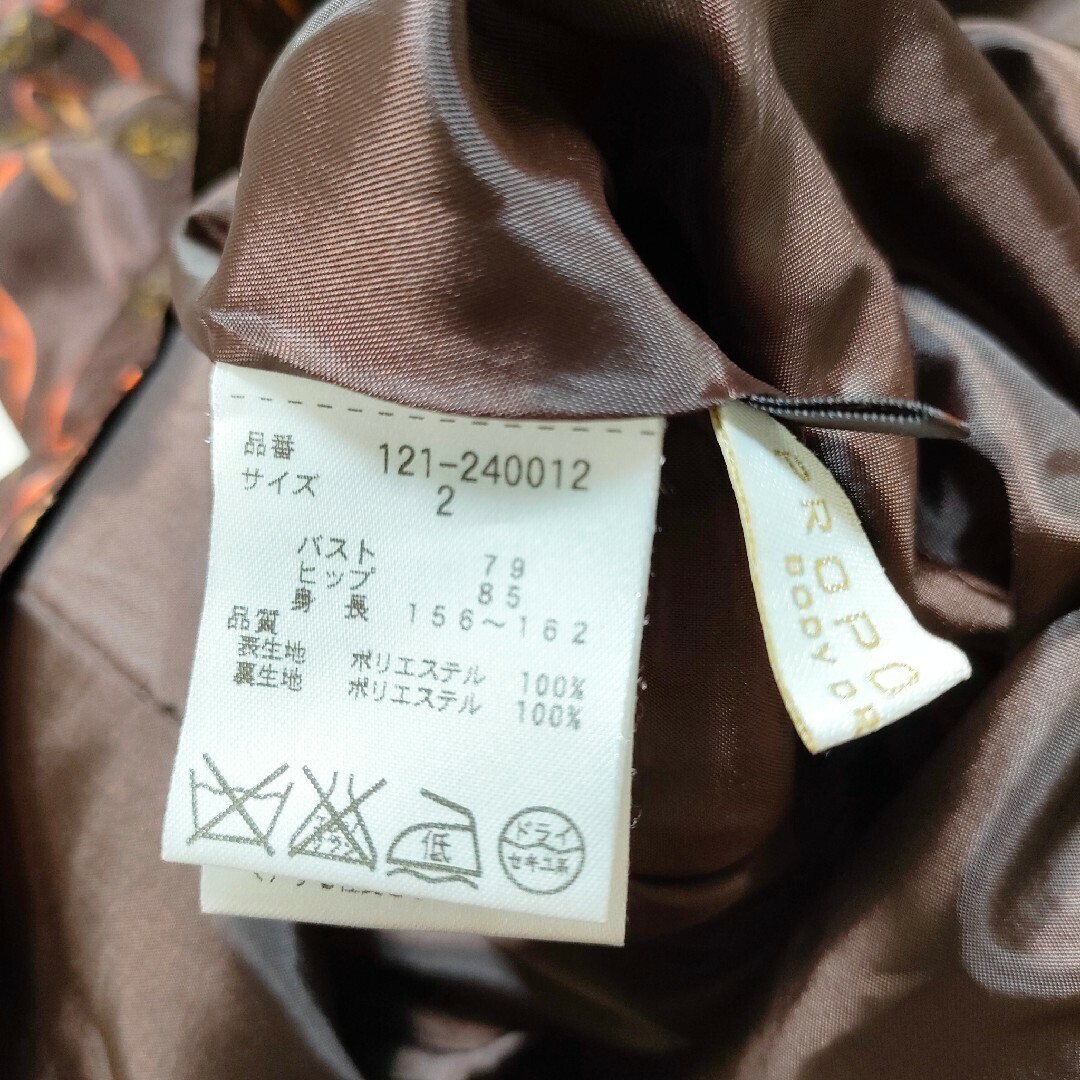 品番 121-240012
サイズ 2
バスト 79
ヒップ 85
身長 156～162
品質
表生地 ポリエステル 100%
裏生地 ポリエステル 100%
低
ドライ
セキユ系
PROPO
BODY DR